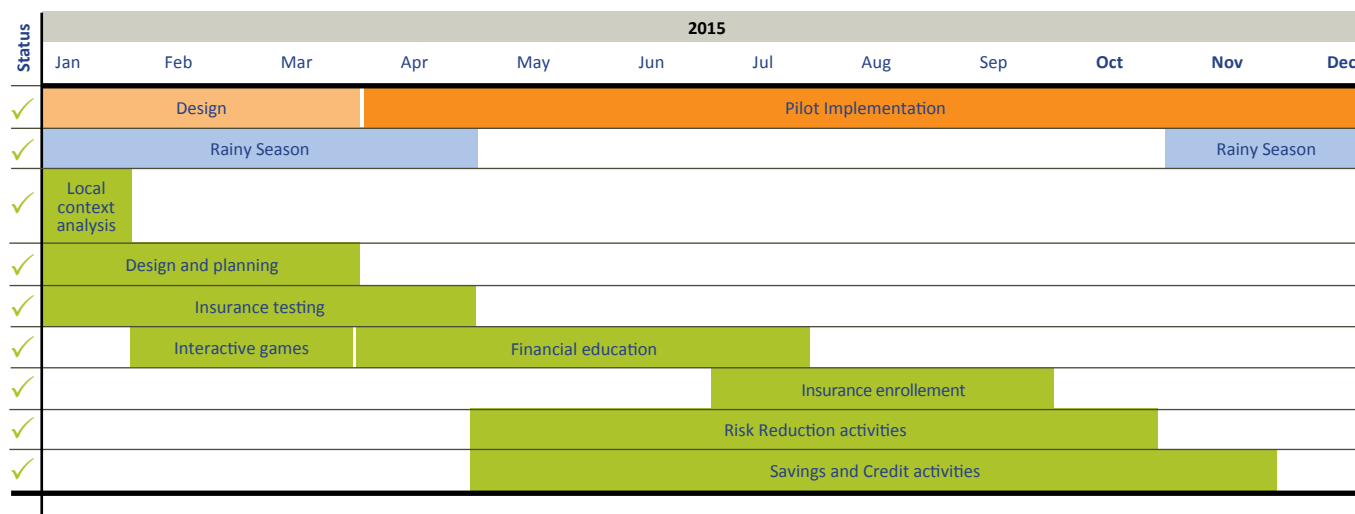 2015
Status
Jan Feb Mar Apr May Jun Jul Aug Sep Oct Nov Dec
Design Pilot Implementation
Rainy Season Rainy Season
Local
context
analysis
Design and planning
Insurance testing
Interactive games Financial education
Insurance enrollement
Risk Reduction activities
Savings and Credit activities